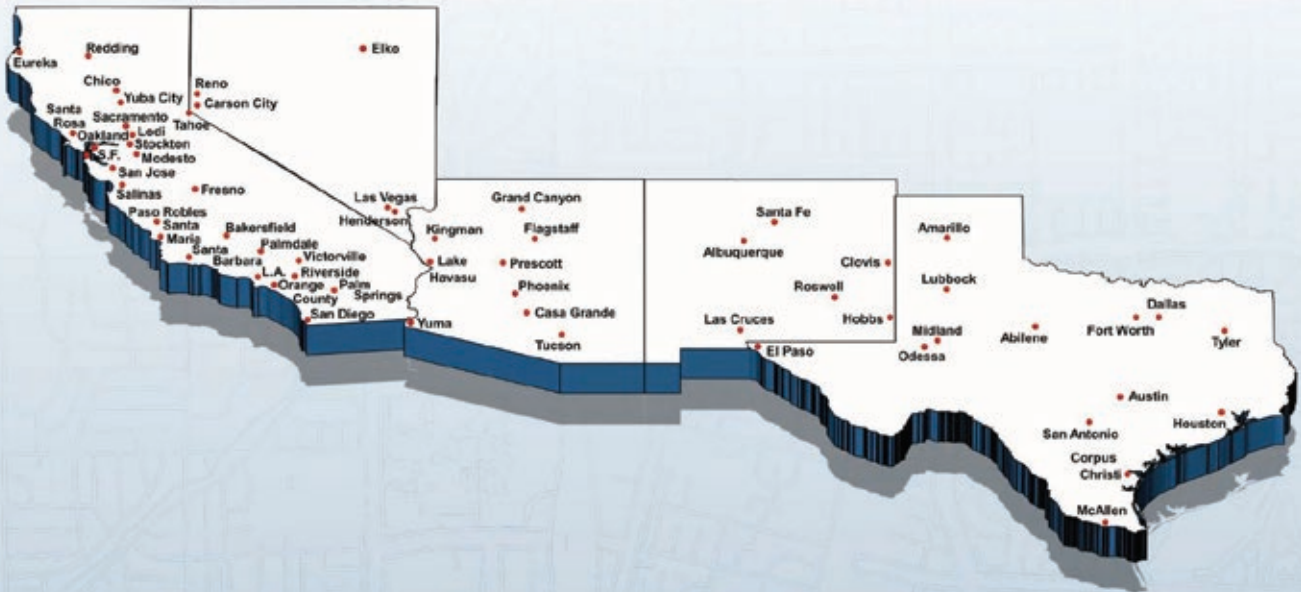 Eureka
Redding
Chico
Yuba City
Santa
Rosa
Sacramento
Lodi
Oakland
Stockton
S.F.
Modesto
San Jose
Salinas
Fresno
Paso Robles
Santa
Maria
Bakersfield
Santa
Barbara
Palmdale
Victorville
L.A.
Riverside
Orange
County
Palm
Springs
San Diego
Tahoe
Elko
Reno
Carson City
Las Vegas
Henderson
Grand Canyon
Kingman
Flagstaff
Lake
Havasu
Prescott
Phoenix
Casa Grande
Yuma
Tucson
Santa Fe
Albuquerque
Clovis
Roswell
Las Cruces
Hobbs
El Paso
Amarillo
Lubbock
Midland
Odessa
Abilene
Dallas
Fort Worth
Tyler
Austin
San Antonio
Houston
Corpus
Christi
McAllen